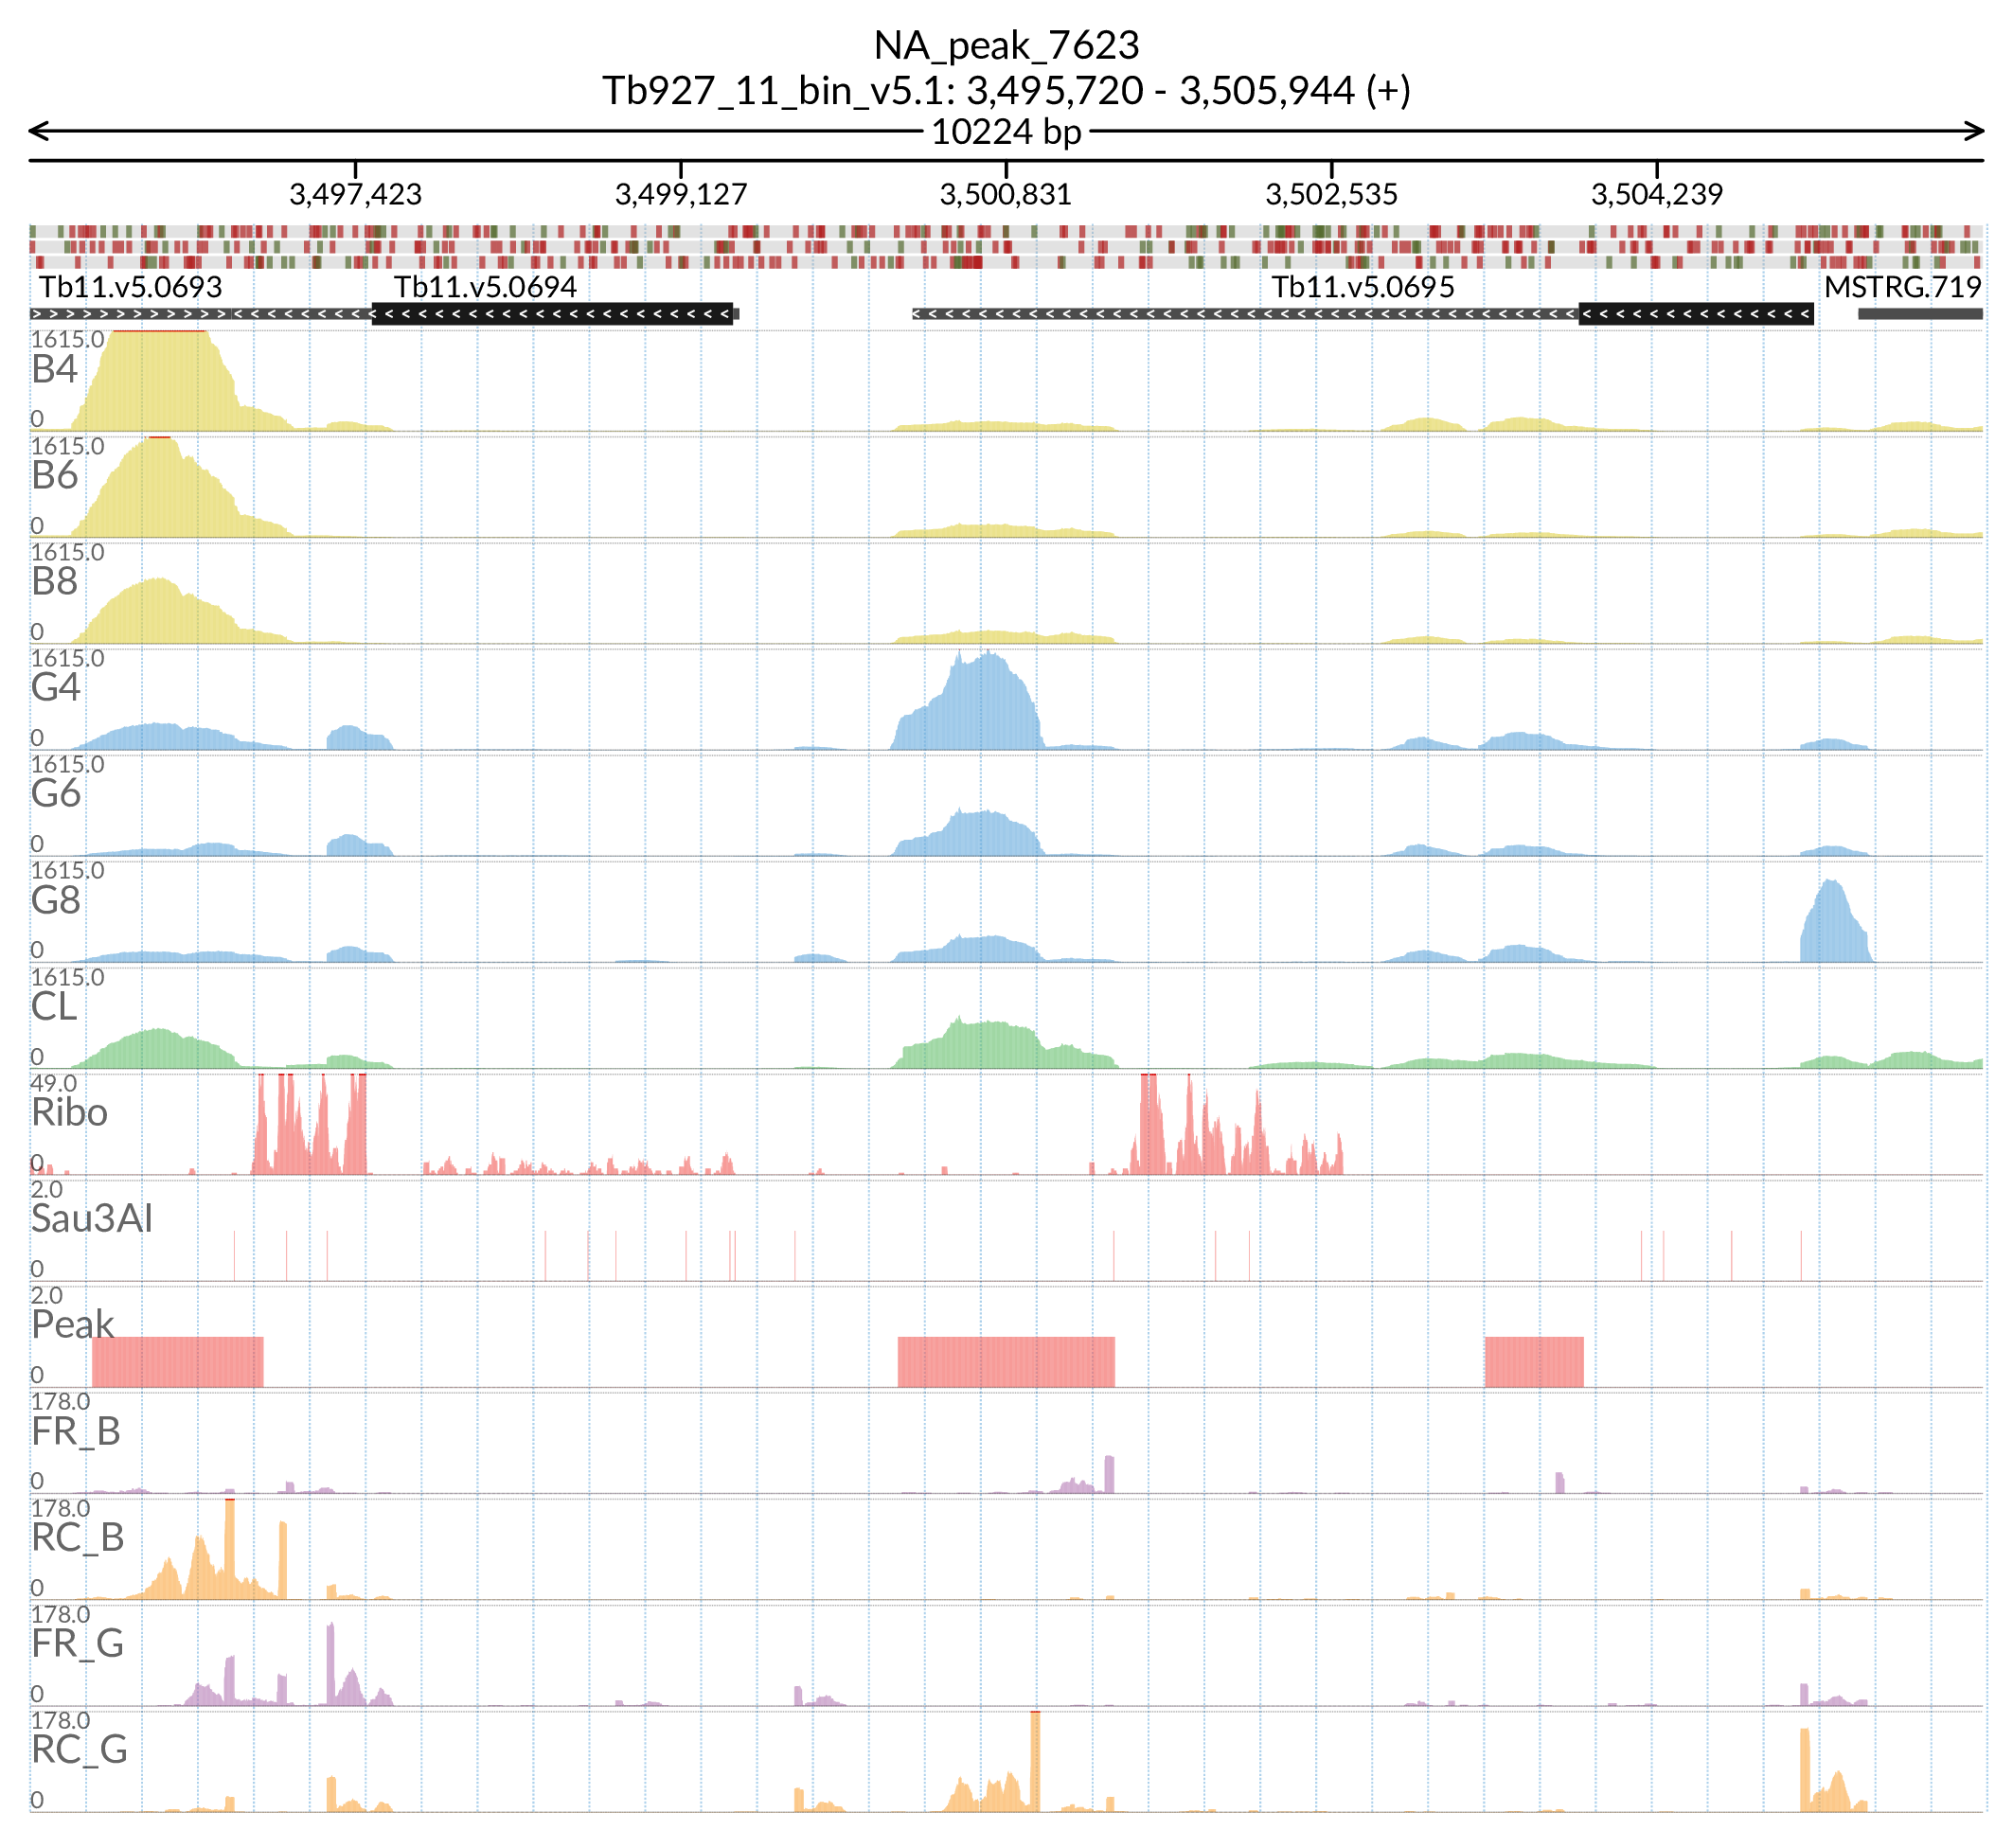 NA_peak_7623
Tb927_11_bin_v5.1: 3,495,720 - 3,505,944 (+)
10224 bp
3,497,423 3,499,127 3,500,831 3,502,535 3,504,239
Tb11.v5.0693 Tb11.v5.0694 Tb11.v5.0695 MSTRG.719
1615.0
B4
0
1615.0
B6
0
1615.0
B8
0
1615.0
G4
0
1615.0
G6
0
1615.0
G8
0
1615.0
CL
0
49.0
Ribo
0
2.0
Sau3AI
0
2.0
Peak
0
178.0
FR_B
0
178.0
RC_B
0
178.0
FR_G
0
178.0
RC_G
0